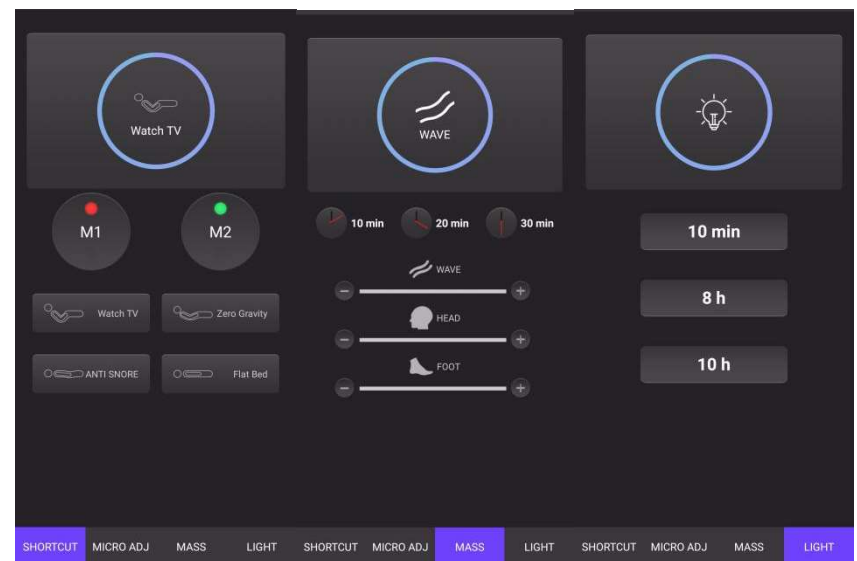 Watch TV
M1
M2
Watch TV
Zero Gravity
ANTI SNORE
Flat Bed
SHORTCUT MICRO ADJ MASS LIGHT
WAVE
10 min 20 min 30 min
WAVE
HEAD
FOOT
SHORTCUT MICRO ADJ MASS LIGHT
10 min
8 h
10 h
SHORTCUT MICRO ADJ MASS LIGHT